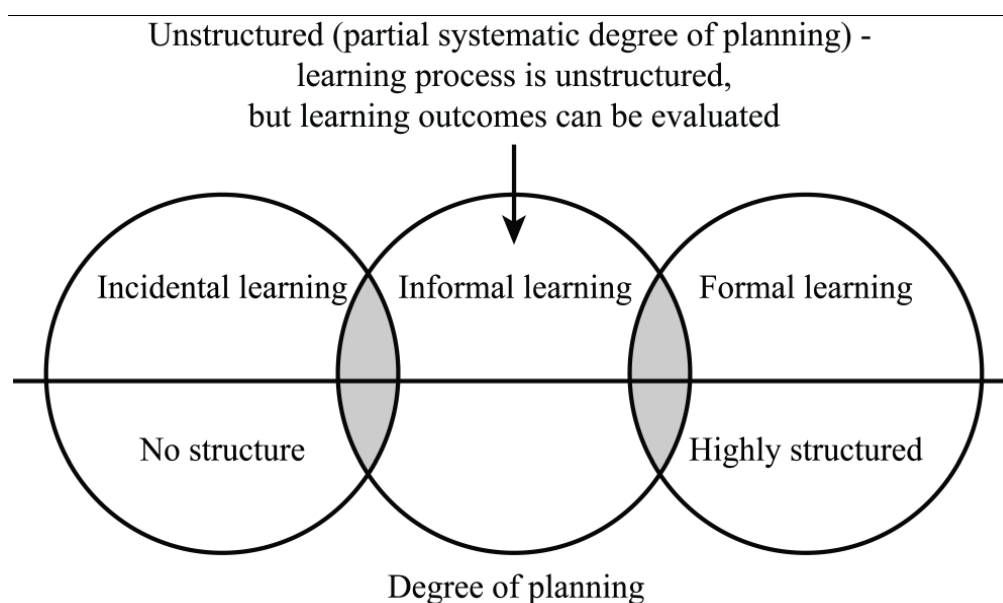 Unstructured (partial systematic degree of planning) -
learning process is unstructured,
but learning outcomes can be evaluated
Incidental learning
Informal learning
Formal learning
No structure
Highly structured
Degree of planning